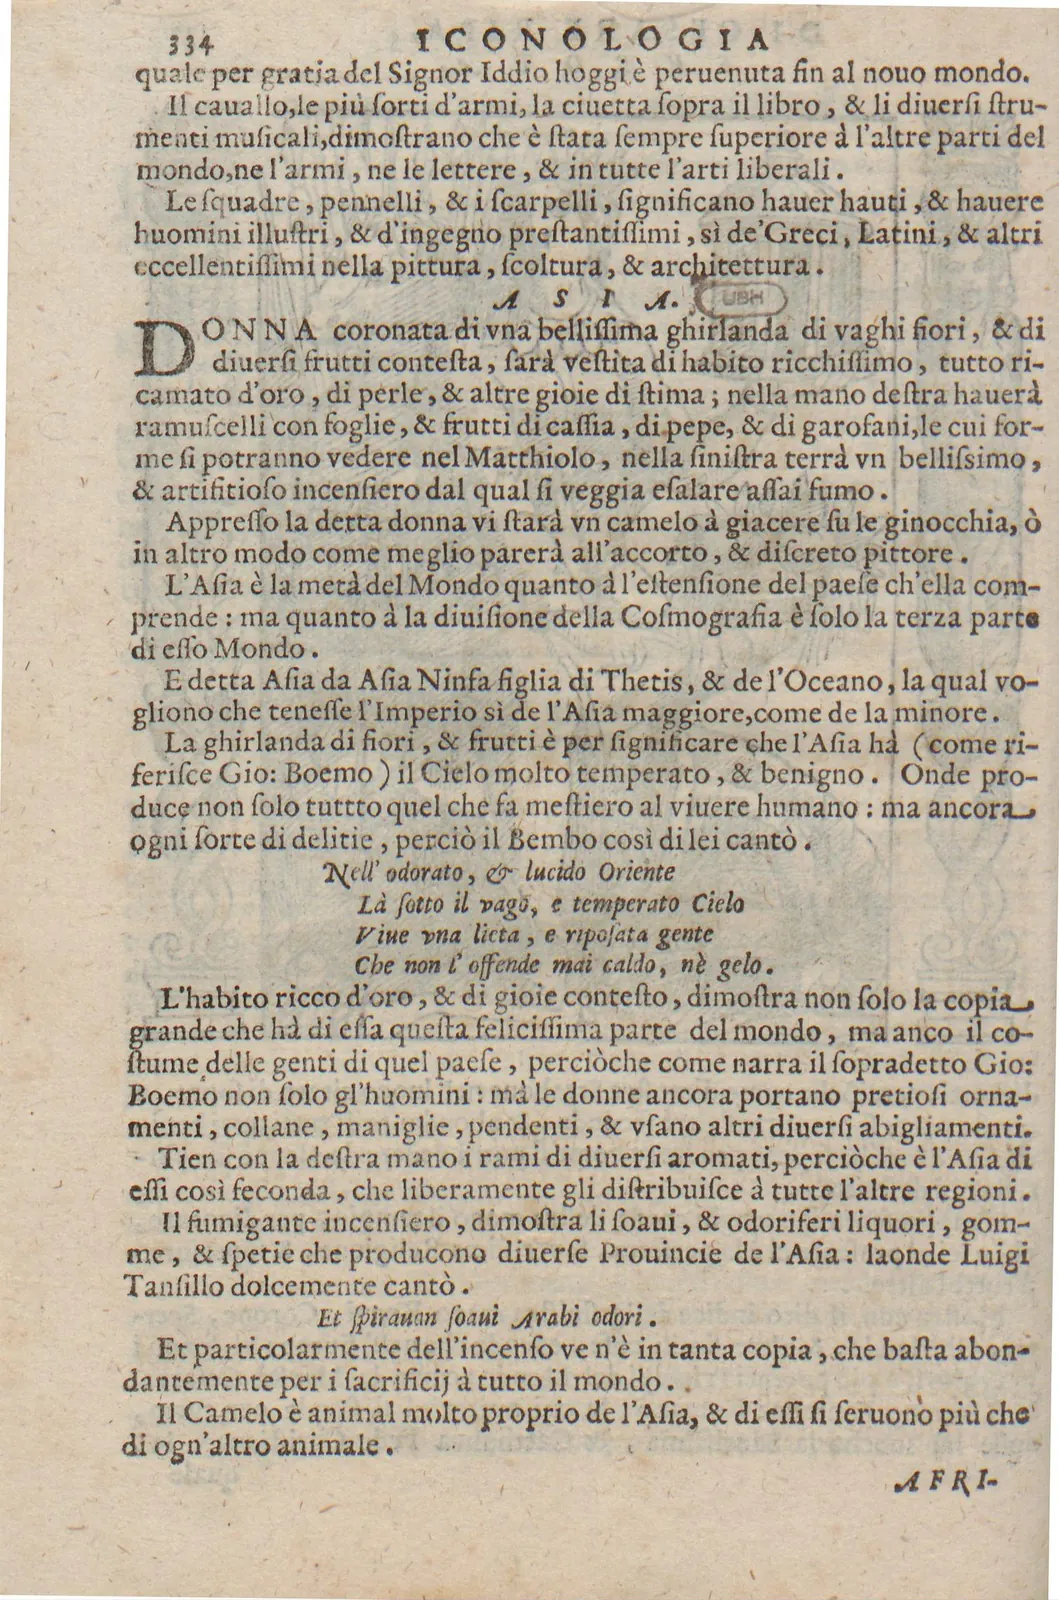 334 ICONOLOGIA
quale per gratia del Signor Iddio hoggi è peruenuta fin al nouo mondo.
Il cauallo,le più ſorti d'armi, la ciuetta ſopra il libro, & li diuerſi ſtru-
menti muſicali,dimoſtrano che è ſtata ſempre ſuperiore à l'altre parti del
mondo,ne l'armi, ne le lettere, & in tutte l'arti liberali.
Le ſquadre, pennelli, & i ſcarpelli, ſignificano hauer hauti, & hauere
huomini illuſtri, & d'ingegno preſtantiſſimi, sì de'Greci, Latini, & altri
eccellentiſſimi nella pittura, ſcoltura, & architettura.
ASIA.
UBH
DONNA coronata di vna belliſſima ghirlanda di vaghi fiori, & di
diuerſi frutti conteſta, ſarà veſtita di habito ricchiſſimo, tutto ri-
camato d'oro, di perle, & altre gioie di ſtima; nella mano deſtra hauerà
ramuſcelli con foglie, & frutti di caſſia, di pepe, & di garofani,le cui for-
me ſi potranno vedere nel Matthiolo, nella ſiniſtra terrà vn belliſsimo,
& artifitioſo incenſiero dal qual ſi veggia eſalare aſſai fumo.
Appreſſo la detta donna vi ſtarà vn camelo à giacere ſu le ginocchia, ò
in altro modo come meglio parerà all'accorto, & diſcreto pittore.
L'Aſia è la metà del Mondo quanto à l'eſtenſione del paeſe ch'ella com-
prende: ma quanto à la diuiſione della Coſmografia è ſolo la terza parte
di eſſo Mondo.
E detta Aſia da Aſia Ninfa figlia di Thetis, & de l'Oceano, la qual vo-
gliono che teneſſe l'Imperio sì de l'Aſia maggiore,come de la minore.
La ghirlanda di fiori, & frutti è per ſignificare che l'Aſia hà (come ri-
feriſce Gio: Boemo) il Cielo molto temperato, & benigno. Onde pro-
duce non ſolo tuttto quel che fa meſtiero al viuere humano: ma ancora
ogni ſorte di delitie, perciò il Bembo così di lei cantò.
Nell' odorato, & lucido Oriente
Là ſotto il vago, e temperato Cielo
Viue vna lieta, e ripoſata gente
Che non l' offende mai caldo, nè gelo.
L'habito ricco d'oro, & di gioie conteſto, dimoſtra non ſolo la copia
grande che hà di eſſa queſta feliciſſima parte del mondo, ma anco il co-
ſtume delle genti di quel paeſe, perciòche come narra il ſopradetto Gio:
Boemo non ſolo gl'huomini: mà le donne ancora portano pretioſi orna-
menti, collane, maniglie, pendenti, & vſano altri diuerſi abigliamenti.
Tien con la deſtra mano i rami di diuerſi aromati, perciòche è l'Aſia di
eſſi così feconda, che liberamente gli diſtribuiſce à tutte l'altre regioni.
Il fumigante incenſiero, dimoſtra li ſoaui, & odoriferi liquori, gom-
me, & ſpetie che producono diuerſe Prouincie de l'Aſia: laonde Luigi
Tanſillo dolcemente cantò.
Et ſpirauan ſoaui Arabi odori.
Et particolarmente dell'incenſo ve n'è in tanta copia, che baſta abon-
dantemente per i ſacrificij à tutto il mondo.
Il Camelo è animal molto proprio de l'Aſia, & di eſſi ſi ſeruono più che
di ogn'altro animale.
AFRI-